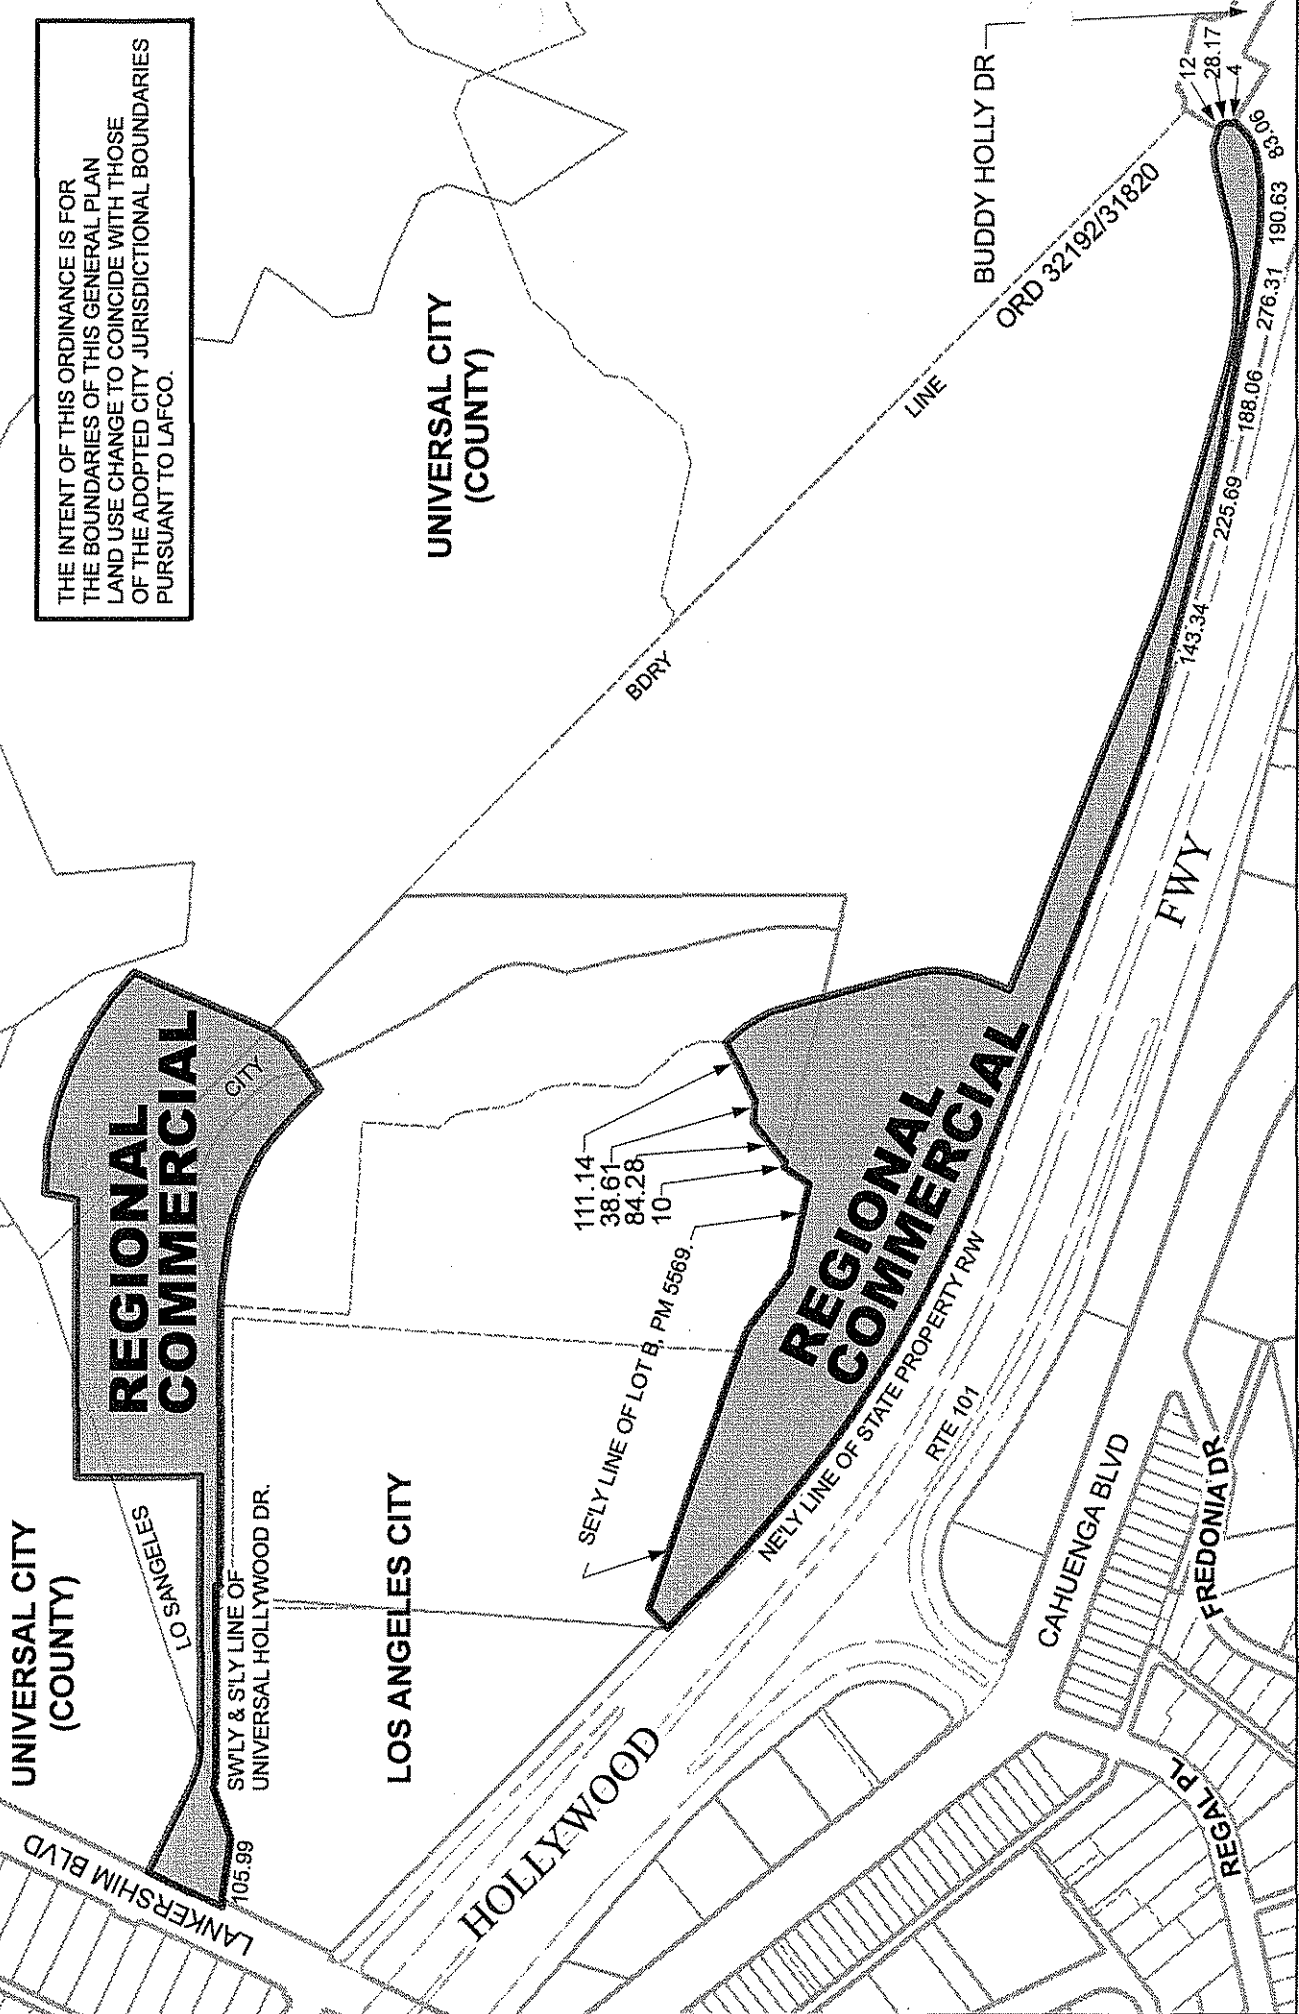 THE INTENT OF THIS ORDINANCE IS FOR
THE BOUNDARIES OF THIS GENERAL PLAN
LAND USE CHANGE TO COINCIDE WITH THOSE
OF THE ADOPTED CITY JURISDICTIONAL BOUNDARIES
PURSUANT TO LAFCO.
UNIVERSAL CITY
(COUNTY)
LANKERSHIM BLVD
LO SANGELES
REGIONAL
COMMERCIAL
CITY
105.99
SW'LY & S'LY LINE OF
UNIVERSAL HOLLYWOOD DR.
LOS ANGELES CITY
UNIVERSAL CITY
(COUNTY)
BDRY
LINE
ORD 32192/31820
BUDDY HOLLY DR
12
28.17
4
83.06
190.63
276.31
188.06
225.69
143.34
111.14
38.61
84.28
10
SE'LY LINE OF LOT B, PM 5569.
REGIONAL
COMMERCIAL
NE'LY LINE OF STATE PROPERTY R/W
RTE 101
HOLLYWOOD
FWY
CAHUENGA BLVD
FREDONIA DR
REGAL PL